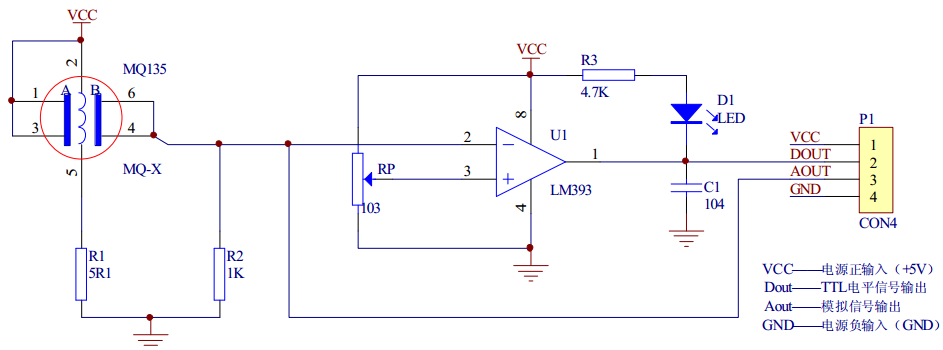 VCC
2
MQ135
1
A
B
6
3
4
MQ-X
5
R1
5R1
R2
1K
VCC
R3
4.7K
8
U1
2
3
1
RP
103
4
LM393
D1
LED
C1
104
P1
VCC
1
DOUT
2
AOUT
3
GND
4
CON4
VCC——电源正输入（+5V）
Dout——TTL电平信号输出
Aout——模拟信号输出
GND——电源负输入（GND）